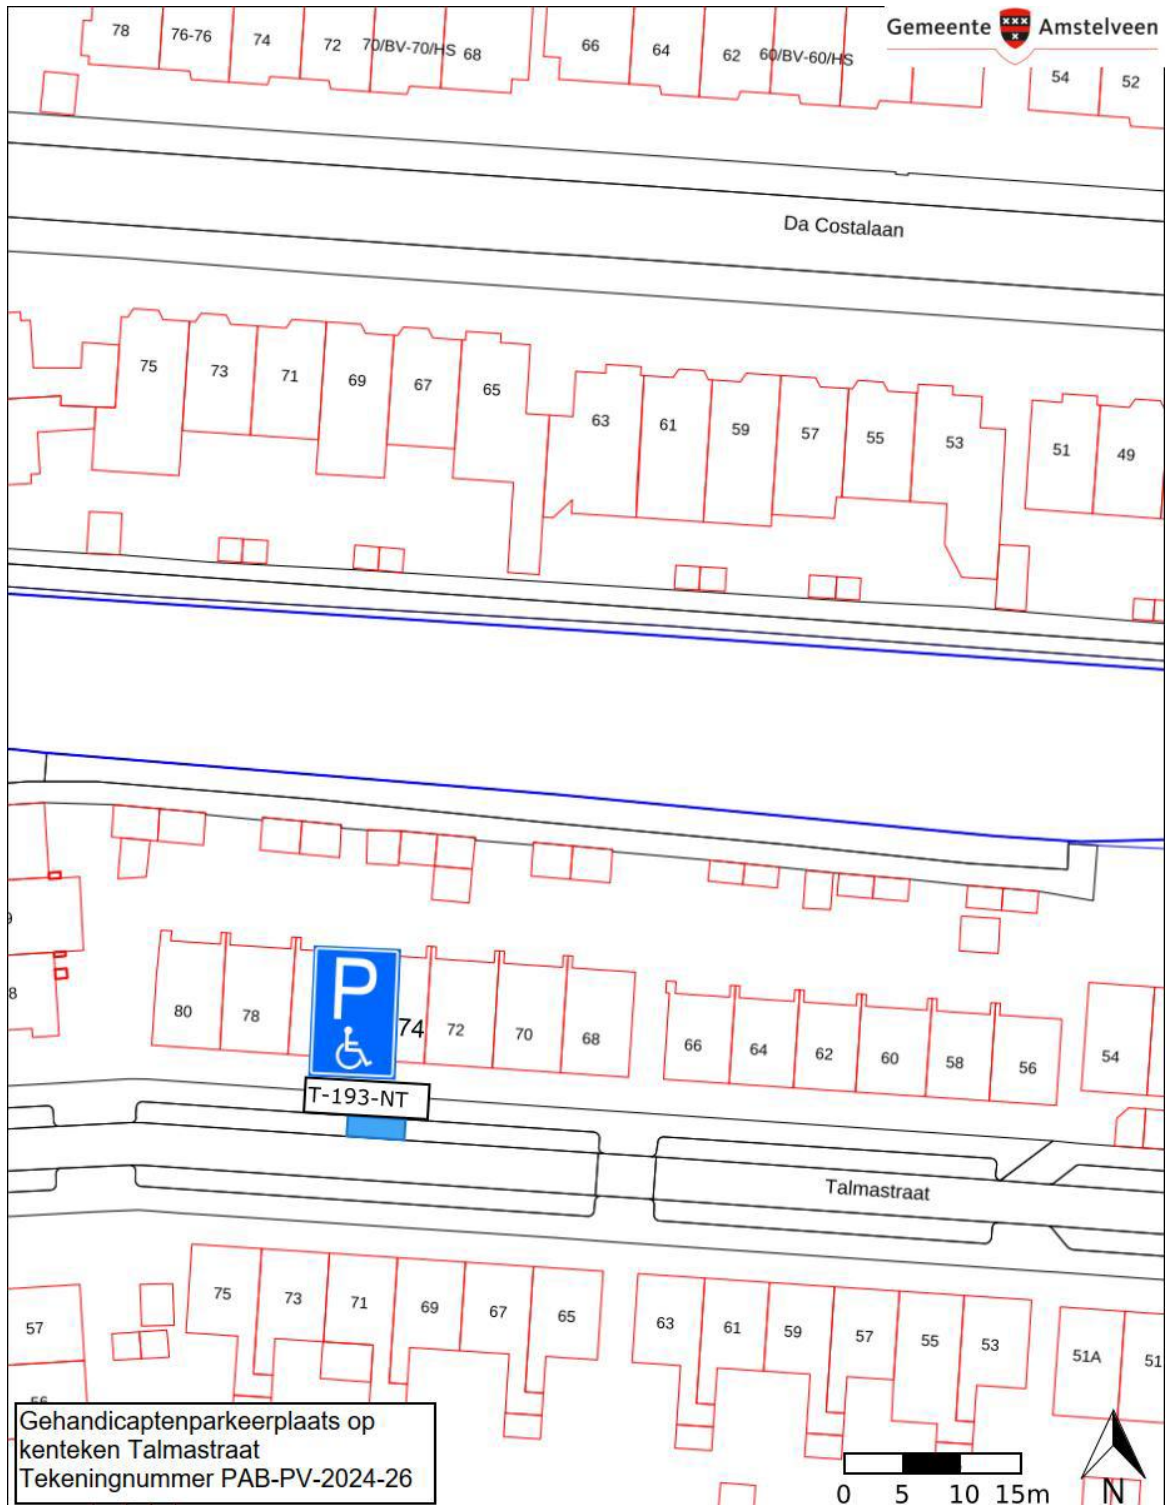 Gemeente Amstelveen
78 76-76 74 72 70/BV-70/HS 68 66 64 62 60/BV-60/HS 54 52
Da Costalaan
75 73 71 69 67 65 63 61 59 57 55 53 51 49
80 78 P 74 72 70 68 66 64 62 60 58 56 54
8
T-193-NT
Talmastraat
75 73 71 69 67 65 63 61 59 57 55 53 51A 51
57
Gehandicaptenparkeerplaats op
kenteken Talmastraat
Tekeningnummer PAB-PV-2024-26
0 5 10 15m
N